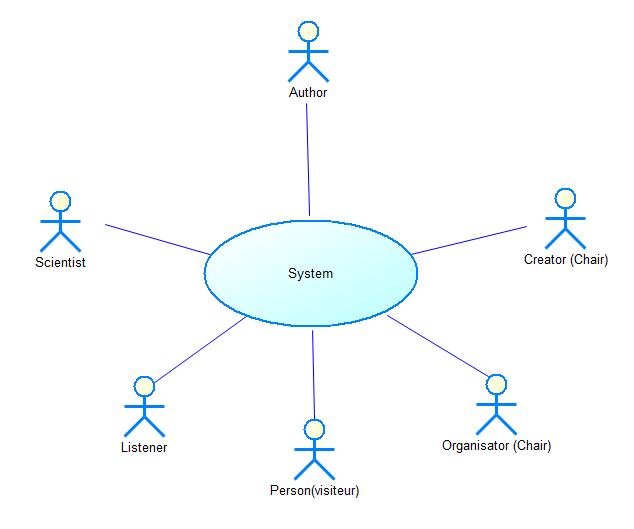 Author
Scientist
Creator (Chair)
System
Listener
Organisator (Chair)
Person(visiteur)